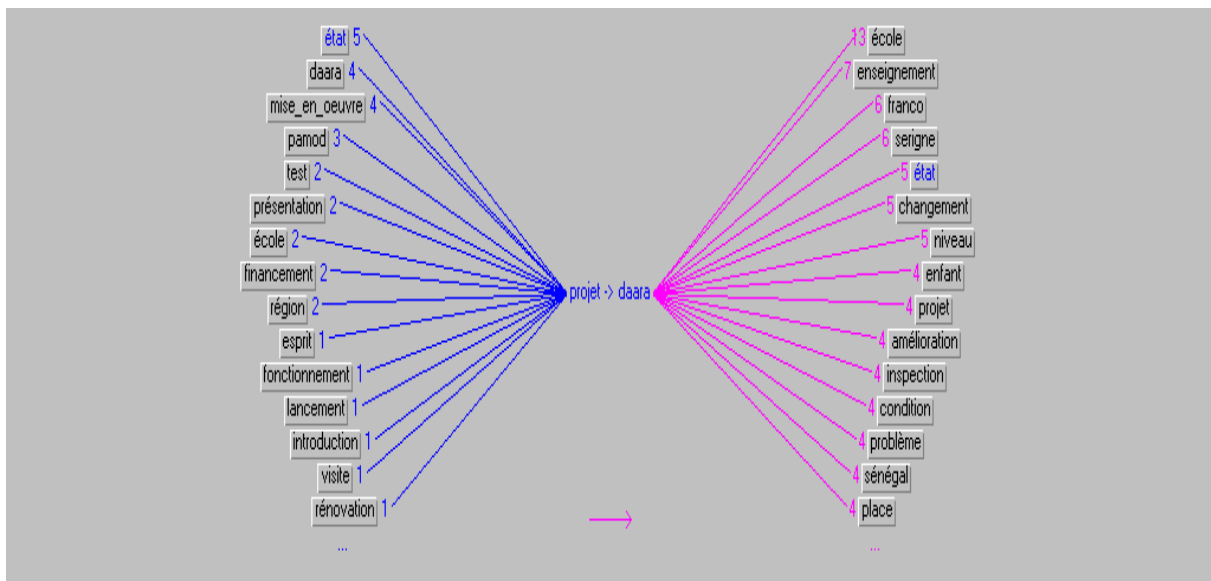 état 5
daara 4
mise_en_oeuvre 4
pamod 3
test 2
présentation 2
école 2
financement 2
région 2
esprit 1
fonctionnement 1
lancement 1
introduction 1
visite 1
rénovation 1
...
projet -> daara
13 école
7 enseignement
6 franco
6 serigne
5 état
5 changement
5 niveau
4 enfant
4 projet
4 amélioration
4 inspection
4 condition
4 problème
4 sénégal
4 place
...